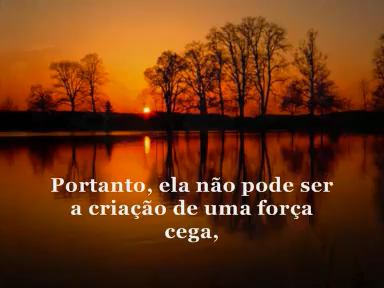 Portanto, ela não pode ser
a criação de uma força
cega,